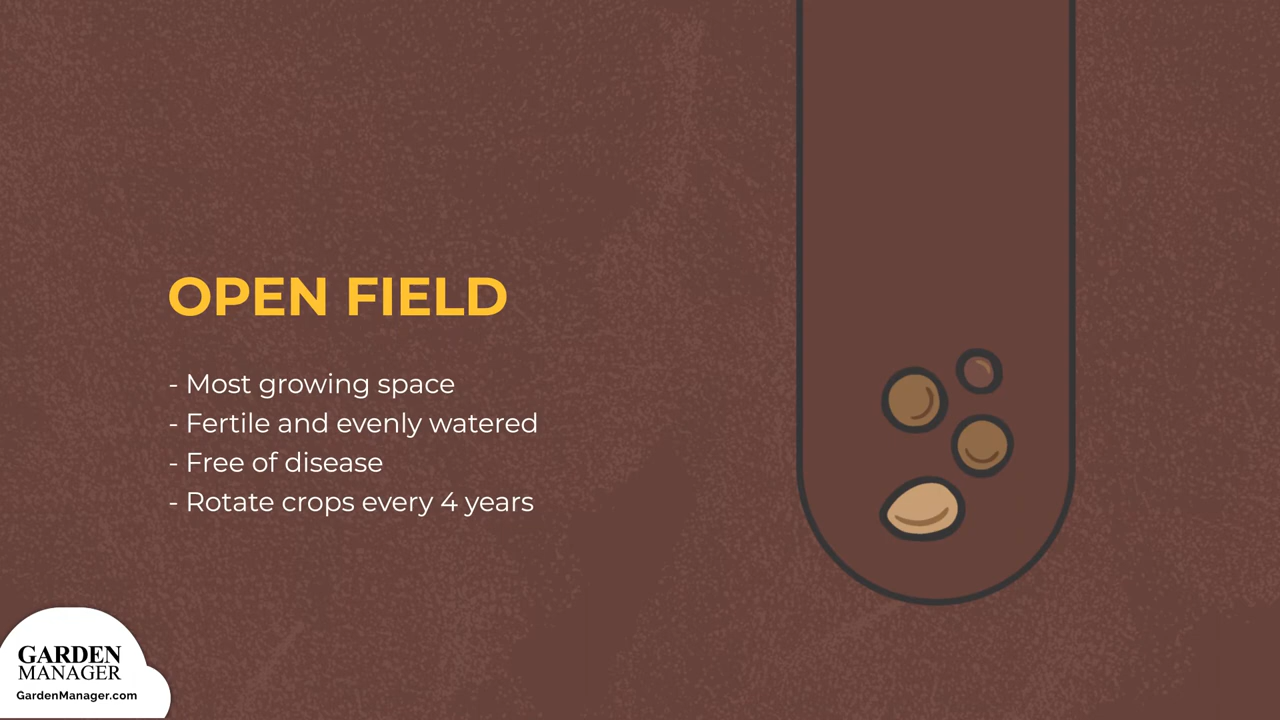 OPEN FIELD
- Most growing space
- Fertile and evenly watered
- Free of disease
- Rotate crops every 4 years
GARDEN
MANAGER
GardenManager.com